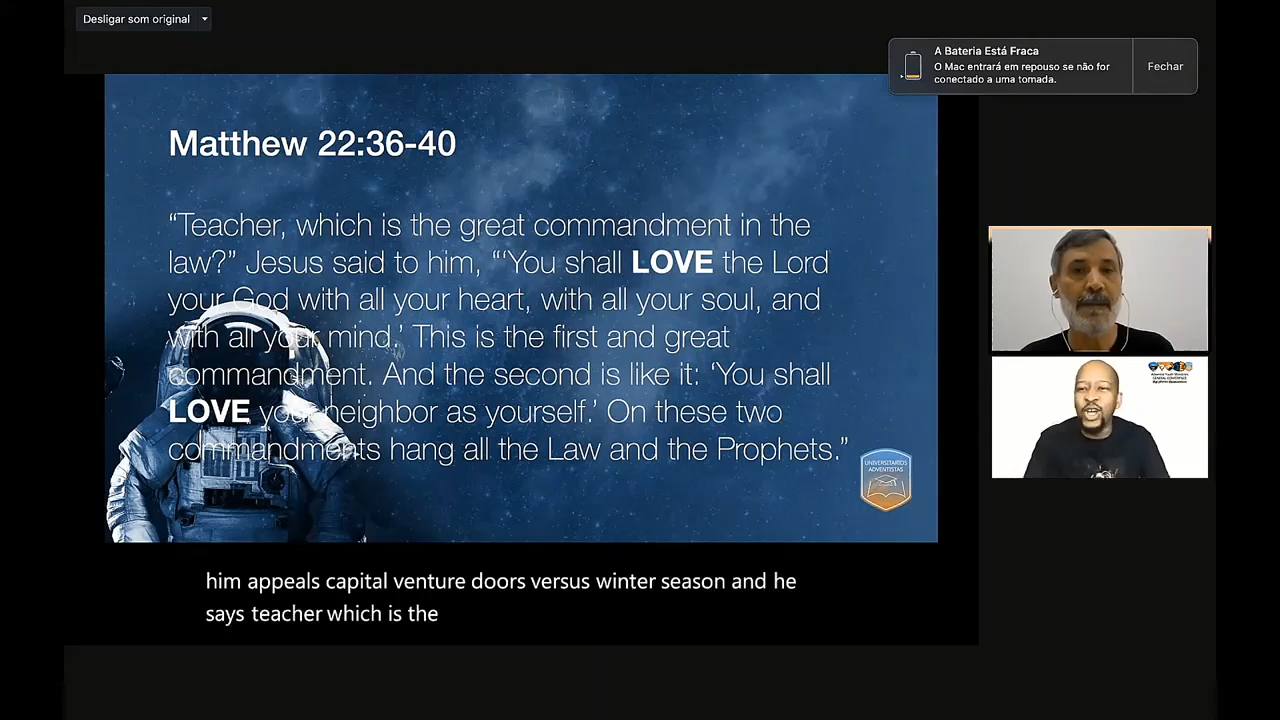 Desligar som original
A Bateria Está Fraca
O Mac entrará em repouso se não for
conectado a uma tomada.
Fechar
Matthew 22:36-40
“Teacher, which is the great commandment in the
law?” Jesus said to him, “‘You shall LOVE the Lord
your God with all your heart, with all your soul, and
with all your mind.’ This is the first and great
commandment. And the second is like it: ‘You shall
LOVE your neighbor as yourself.’ On these two
commandments hang all the Law and the Prophets.”
UNIVERSITÁRIOS
ADVENTISTAS
GENERAL CONFERENCE
him appeals capital venture doors versus winter season and he
says teacher which is the